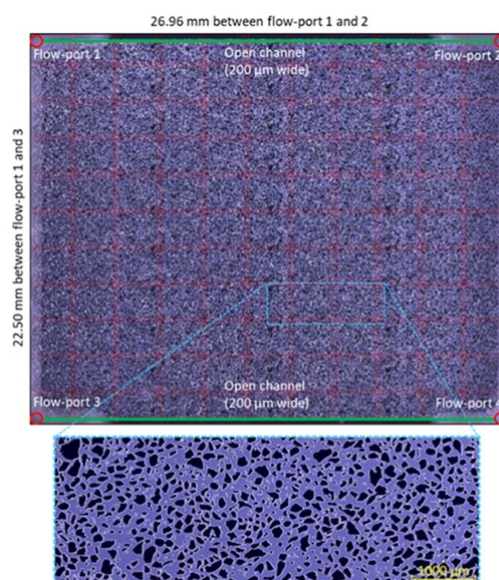 26.96 mm between flow-port 1 and 2
Flow-port 1
Open channel
(200 µm wide)
Flow-port 2
22.50 mm between flow-port 1 and 3
Open channel
(200 µm wide)
Flow-port 3
Flow-port 4
1000 µm